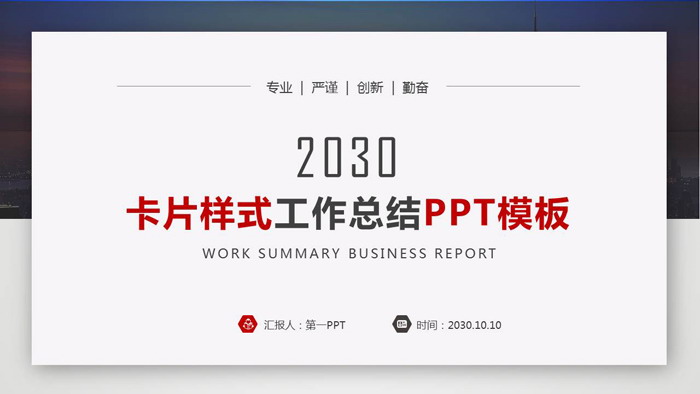 专业 | 严谨 | 创新 | 勤奋
2030
卡片样式工作总结PPT模板
WORK SUMMARY BUSINESS REPORT
汇报人：第一PPT 时间：2030.10.10